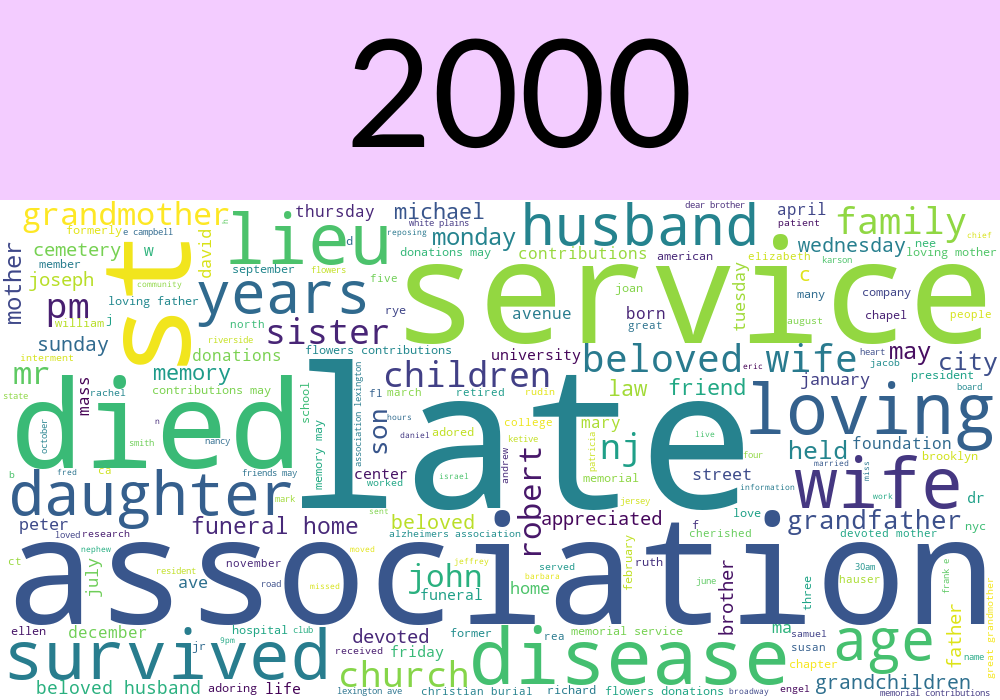 2000
grandmother
thursday
michael
dear brother
april
formerly
e campbell
h
white plains
patient
family
lieu
husband
chief
cemetery
w
david
d
reposing
monday
wednesday
nee
mother
member
st
donations may
contributions
american
elizabeth
loving mother
joseph
community
september
flowers
five
service
karson
c
pm
loving father
years
joan
tuesday
many
company
william
j
rye
avenue
born
august
people
north
great
chapel
sunday
riverside
sister
interment
donations
flowers contributions
university
beloved wife
heart
may
city
mr
memory
eric
jacob
mass
rachel
children
law
friend
january
president
state
contributions may
school
association lexington
fl
march
retired
rudin
board
died
late
loving
october
n
son
hours
college
mary
smith
nancy
daniel
adored
ketive
nj
live
held
foundation
patricia
four
married
miss
brooklyn
b
fred
ca
friends may
memory may
center
israel
andrew
memorial
street
information
wife
work
dr
daughter
mark
worked
robert
jersey
love
sent
peter
funeral home
beloved
appreciated
f
grandfather
nyc
loved
research
alzheimers association
cherished
devoted mother
association
ct
nephew
november
moved
jeffrey
served
ruth
30am
july
resident
ave
road
missed
john
funeral
barbara
home
february
june
three
hauser
frank e
brother
ellen
december
jr
hospital
club
9pm
devoted
former
rea
memorial service
ma
samuel
father
great grandmother
survived
received
friday
disease
susan
age
name
church
chapter
beloved husband
adoring
life
lexington ave
christian burial
richard
flowers donations
broadway
engel
grandchildren
memorial contributions